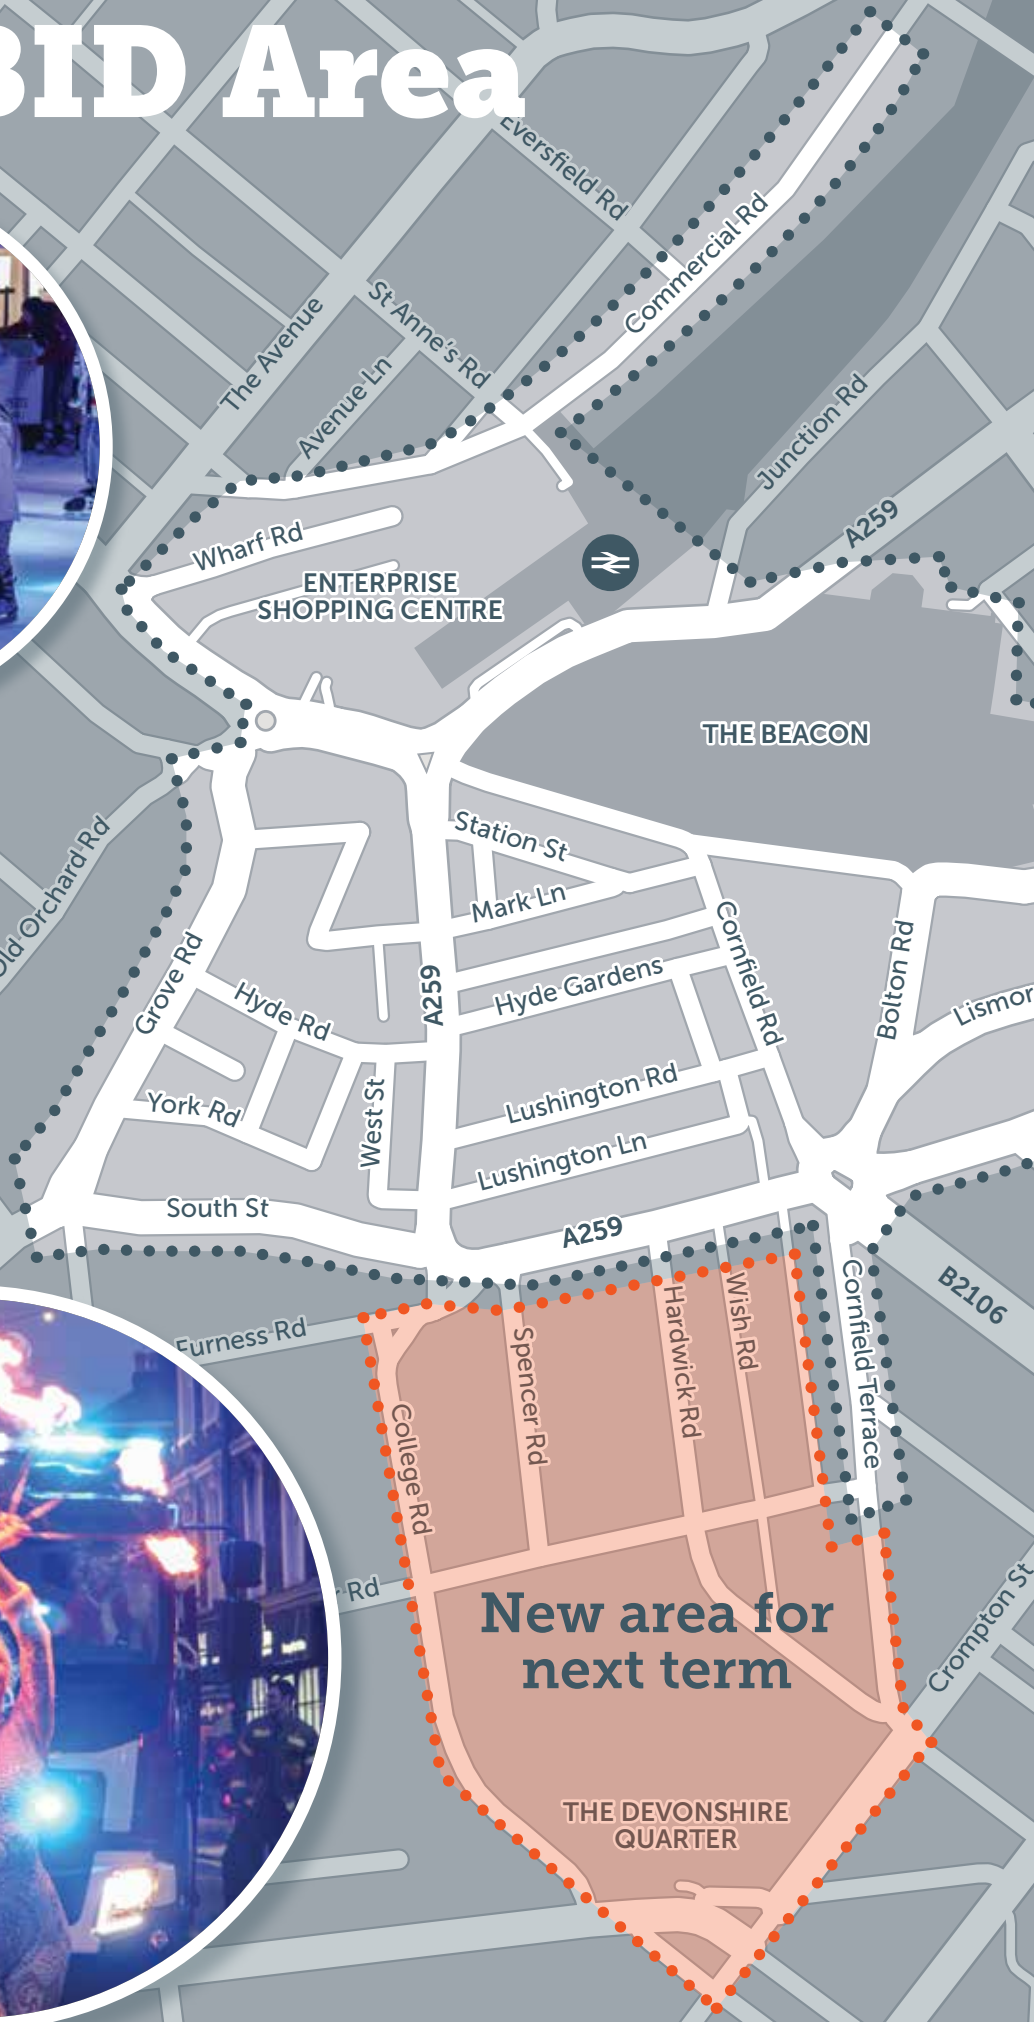 BID Area
Eversfield Rd
Commercial Rd
St Anne's Rd
The Avenue
Avenue Ln
Junction Rd
A259
Wharf Rd
ENTERPRISE
SHOPPING CENTRE
THE BEACON
Station St
Mark Ln
Old Orchard Rd
Cornfield Rd
Bolton Rd
Grove Rd
A259
Hyde Gardens
Hyde Rd
Lismor
Lushington Rd
York Rd
West St
Lushington Ln
South St
A259
B2106
Cornfield Terrace
Furness Rd
Spencer Rd
Hardwick Rd
Wish Rd
College Rd
Rd
New area for
next term
Crompton St
THE DEVONSHIRE
QUARTER